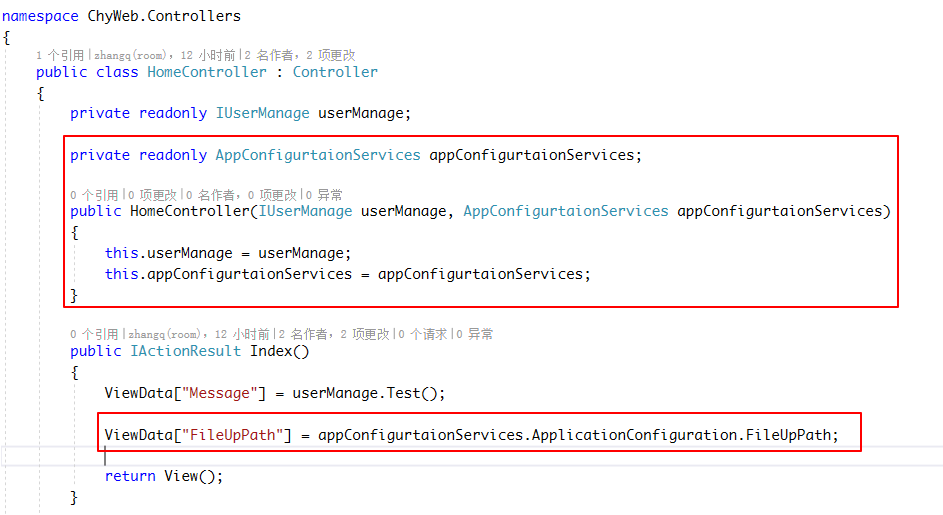 namespace ChyWeb.Controllers
{
1 个引用|zhangq(room)，12 小时前|2 名作者，2 项更改
public class HomeController : Controller
{
private readonly IUserManage userManage;
private readonly AppConfigurtaionServices appConfigurtaionServices;
0 个引用|0 项更改|0 名作者，0 项更改|0 异常
public HomeController(IUserManage userManage, AppConfigurtaionServices appConfigurtaionServices)
{
this.userManage = userManage;
this.appConfigurtaionServices = appConfigurtaionServices;
}
0 个引用|zhangq(room)，12 小时前|2 名作者，2 项更改|0 个请求|0 异常
public IActionResult Index()
{
ViewData["Message"] = userManage.Test();
ViewData["FileUpPath"] = appConfigurtaionServices.ApplicationConfiguration.FileUpPath;
return View();
}